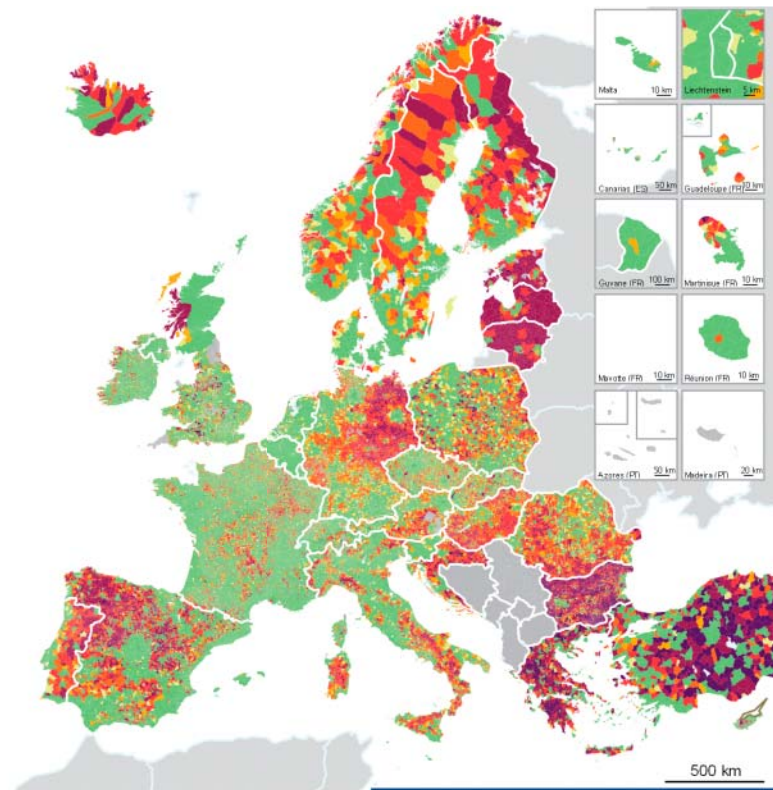 Malta
10 km
Liechtenstein
5 km
Canarias (ES)
50 km
Guadeloupe (FR)
10 km
Guyane (FR)
100 km
Martinique (FR)
10 km
Mayotte (FR)
10 km
Réunion (FR)
10 km
Azores (PT)
50 km
Madeira (PT)
20 km
500 km